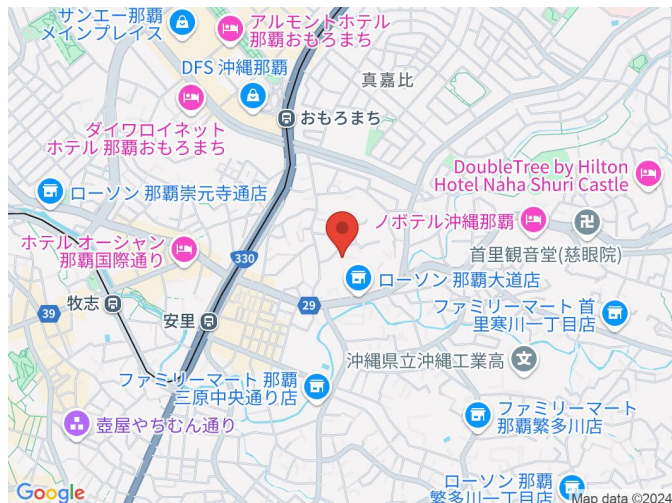 サンエー那覇
メインプレイス
アルモントホテル
那覇おもろまち
DFS 沖縄那覇
真嘉比
おもろまち
ダイワロイネット
ホテル 那覇おもろまち
DoubleTree by Hilton
Hotel Naha Shuri Castle
ローソン 那覇崇元寺通店
ノボテル沖縄那覇
ホテル オーシャン
那覇国際通り
330
首里観音堂(慈眼院)
ローソン 那覇大道店
牧志
39
安里
29
ファミリーマート 首
里寒川一丁目店
沖縄県立沖縄工業高
ファミリーマート 那覇
三原中央通り店
壺屋やちむん通り
ファミリーマート
那覇繁多川店
ローソン 那覇
繁多川一丁目店
Google
Map data ©2024